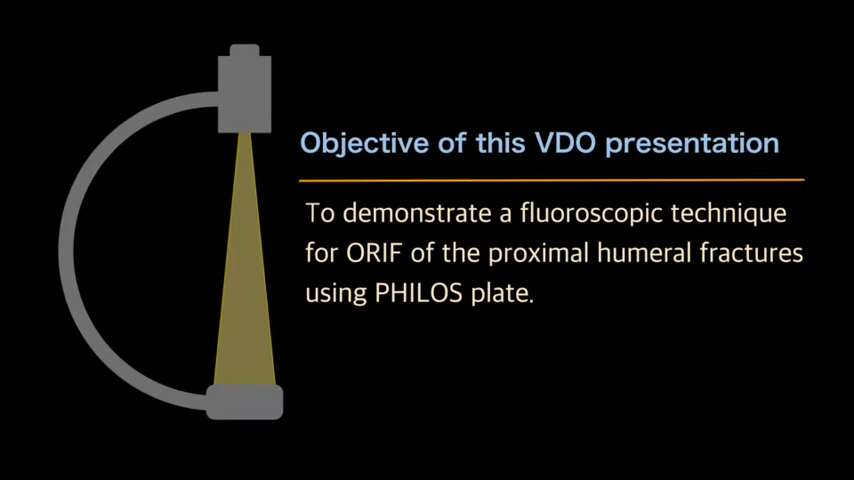 Objective of this VDO presentation
To demonstrate a fluoroscopic technique
for ORIF of the proximal humeral fractures
using PHILOS plate.